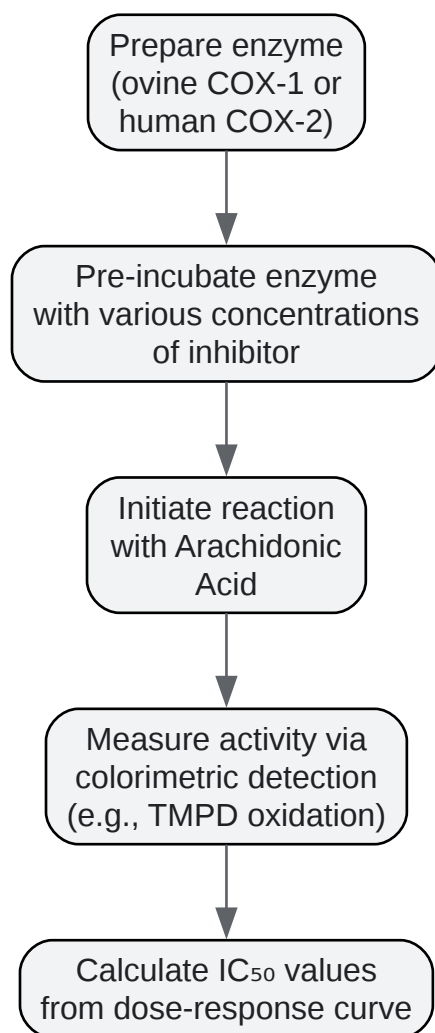 Prepare enzyme
(ovine COX-1 or
human COX-2)
Pre-incubate enzyme
with various concentrations
of inhibitor
Initiate reaction
with Arachidonic
Acid
Measure activity via
colorimetric detection
(e.g., TMPD oxidation)
Calculate IC₅₀ values
from dose-response curve